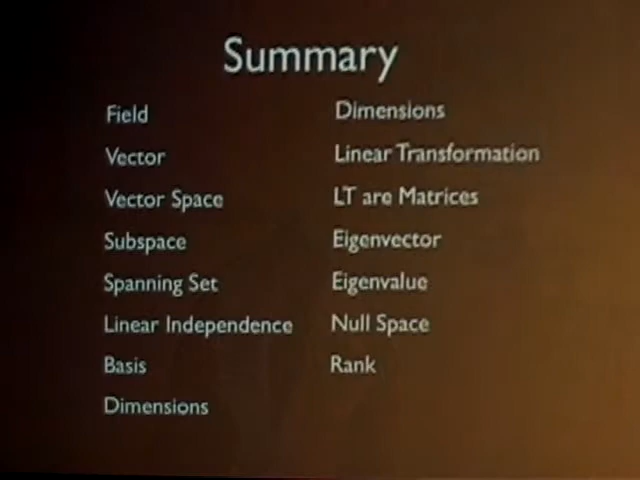 Summary
Field
Vector
Vector Space
Subspace
Spanning Set
Linear Independence
Basis
Dimensions
Dimensions
Linear Transformation
LT are Matrices
Eigenvector
Eigenvalue
Null Space
Rank